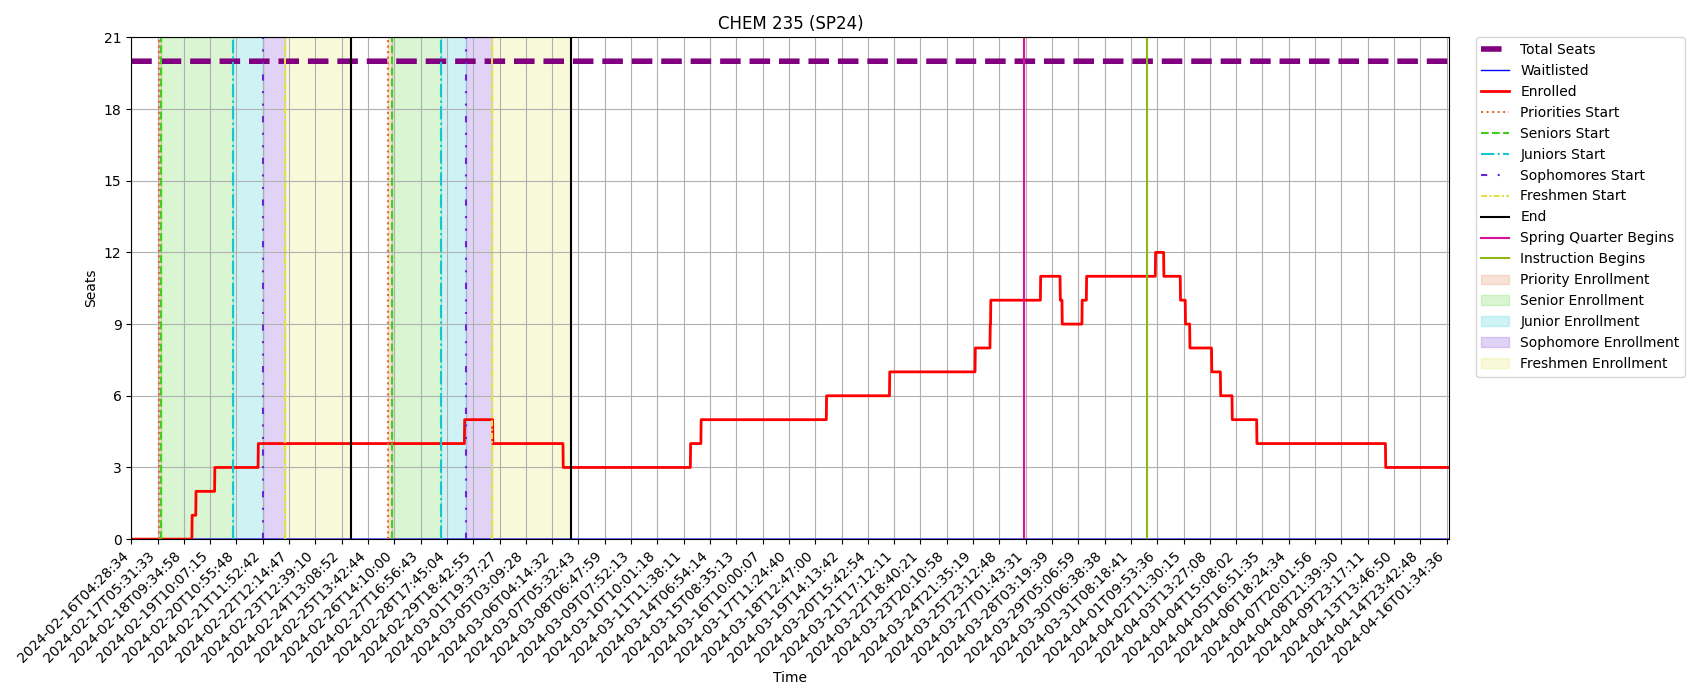 CHEM 235 (SP24)
21
18
15
12
9
6
3
0
Seats
2024-02-16T04:28:34
2024-02-17T05:31:33
2024-02-18T09:34:58
2024-02-19T10:07:15
2024-02-20T10:55:48
2024-02-21T11:52:42
2024-02-22T12:14:47
2024-02-23T12:39:10
2024-02-24T13:08:52
2024-02-25T13:42:44
2024-02-26T14:10:00
2024-02-27T16:56:43
2024-02-28T17:45:04
2024-02-29T18:42:55
2024-03-01T19:37:27
2024-03-05T03:09:28
2024-03-06T04:14:32
2024-03-07T05:32:43
2024-03-08T06:47:59
2024-03-09T07:52:13
2024-03-10T10:01:18
2024-03-11T11:38:11
2024-03-14T06:54:14
2024-03-15T08:35:13
2024-03-16T10:00:07
2024-03-17T11:24:40
2024-03-18T12:47:00
2024-03-19T14:13:42
2024-03-20T15:42:54
2024-03-21T17:12:11
2024-03-22T18:40:21
2024-03-23T20:10:58
2024-03-24T21:35:19
2024-03-25T23:12:48
2024-03-27T01:43:31
2024-03-28T03:19:39
2024-03-29T05:06:59
2024-03-30T06:38:38
2024-03-31T08:18:41
2024-04-01T09:53:36
2024-04-02T11:30:15
2024-04-03T13:27:08
2024-04-04T15:08:02
2024-04-05T16:51:35
2024-04-06T18:24:34
2024-04-07T20:01:56
2024-04-08T21:39:30
2024-04-09T23:17:11
2024-04-13T13:46:50
2024-04-14T23:42:48
2024-04-16T01:34:36
Time
Total Seats
Waitlisted
Enrolled
Priorities Start
Seniors Start
Juniors Start
Sophomores Start
Freshmen Start
End
Spring Quarter Begins
Instruction Begins
Priority Enrollment
Senior Enrollment
Junior Enrollment
Sophomore Enrollment
Freshmen Enrollment